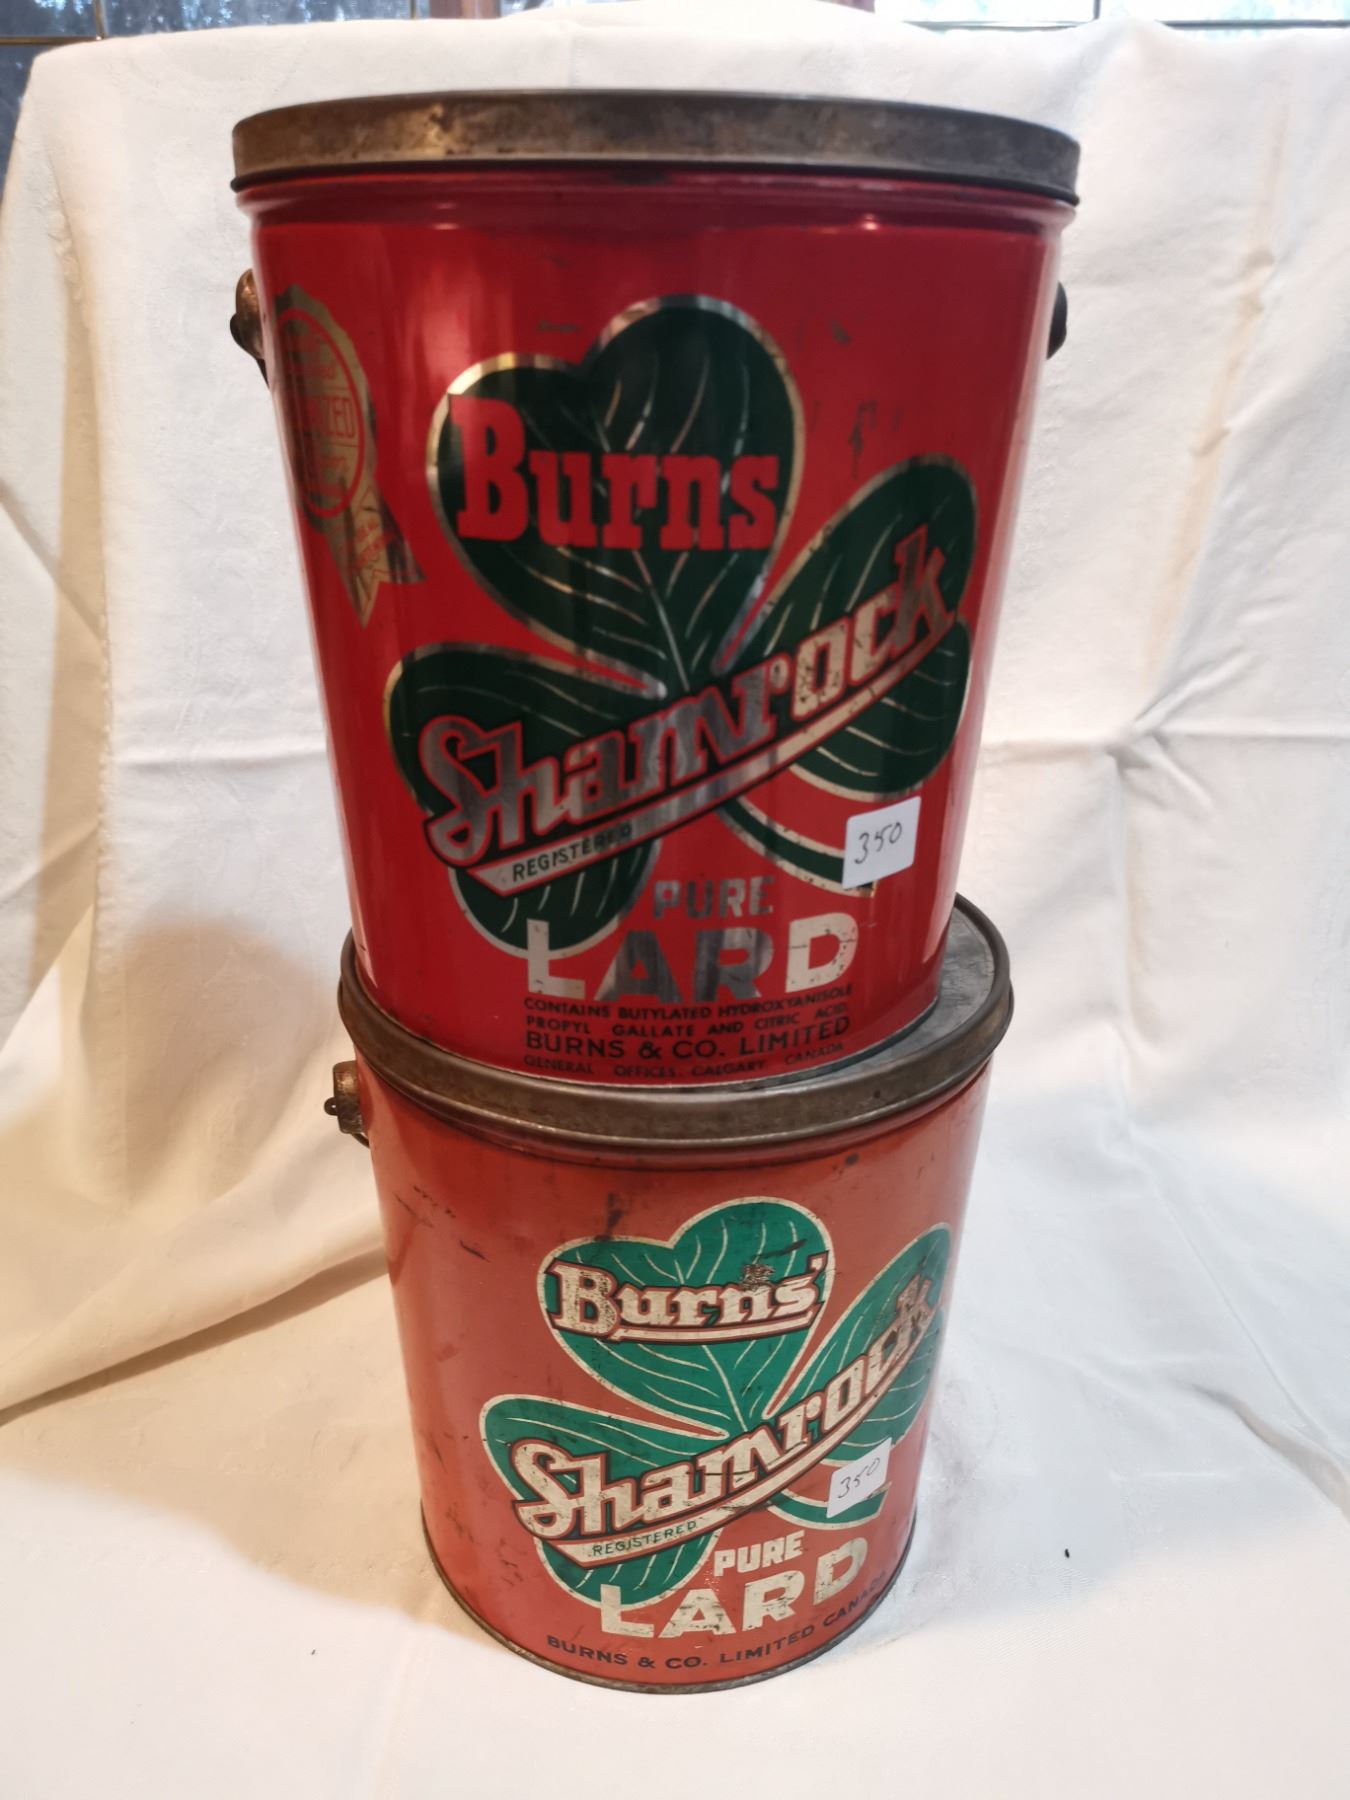 Burns
Shamrock
REGISTERED
350
PURE
LARD
CONTAINS BUTYLATED HYDROXYANISOLE
PROPYL GALLATE AND CITRIC ACID.
BURNS & CO. LIMITED
GENERAL OFFICES. CALGARY, CANADA
Burns'
Shamrock
350
REGISTERED
PURE
LARD
BURNS & CO. LIMITED CANADA